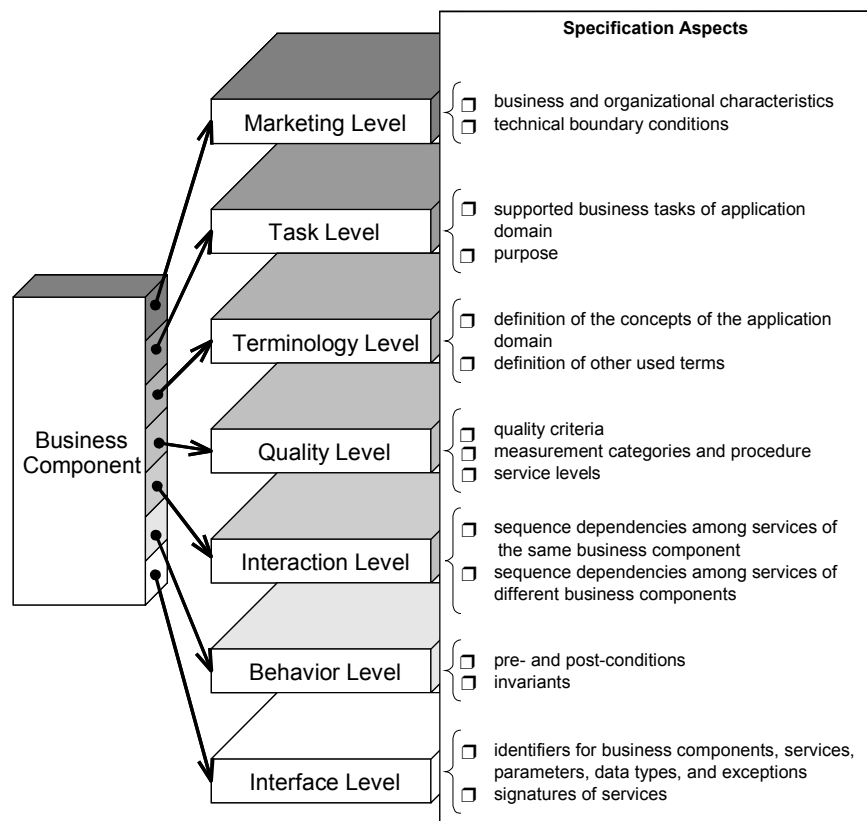 Specification Aspects
Marketing Level
❒ business and organizational characteristics
❒ technical boundary conditions
Task Level
❒ supported business tasks of application
domain
❒ purpose
Terminology Level
❒ definition of the concepts of the application
domain
❒ definition of other used terms
Business
Component
Quality Level
❒ quality criteria
❒ measurement categories and procedure
❒ service levels
Interaction Level
❒ sequence dependencies among services of
the same business component
❒ sequence dependencies among services of
different business components
Behavior Level
❒ pre- and post-conditions
❒ invariants
Interface Level
❒ identifiers for business components, services,
parameters, data types, and exceptions
❒ signatures of services